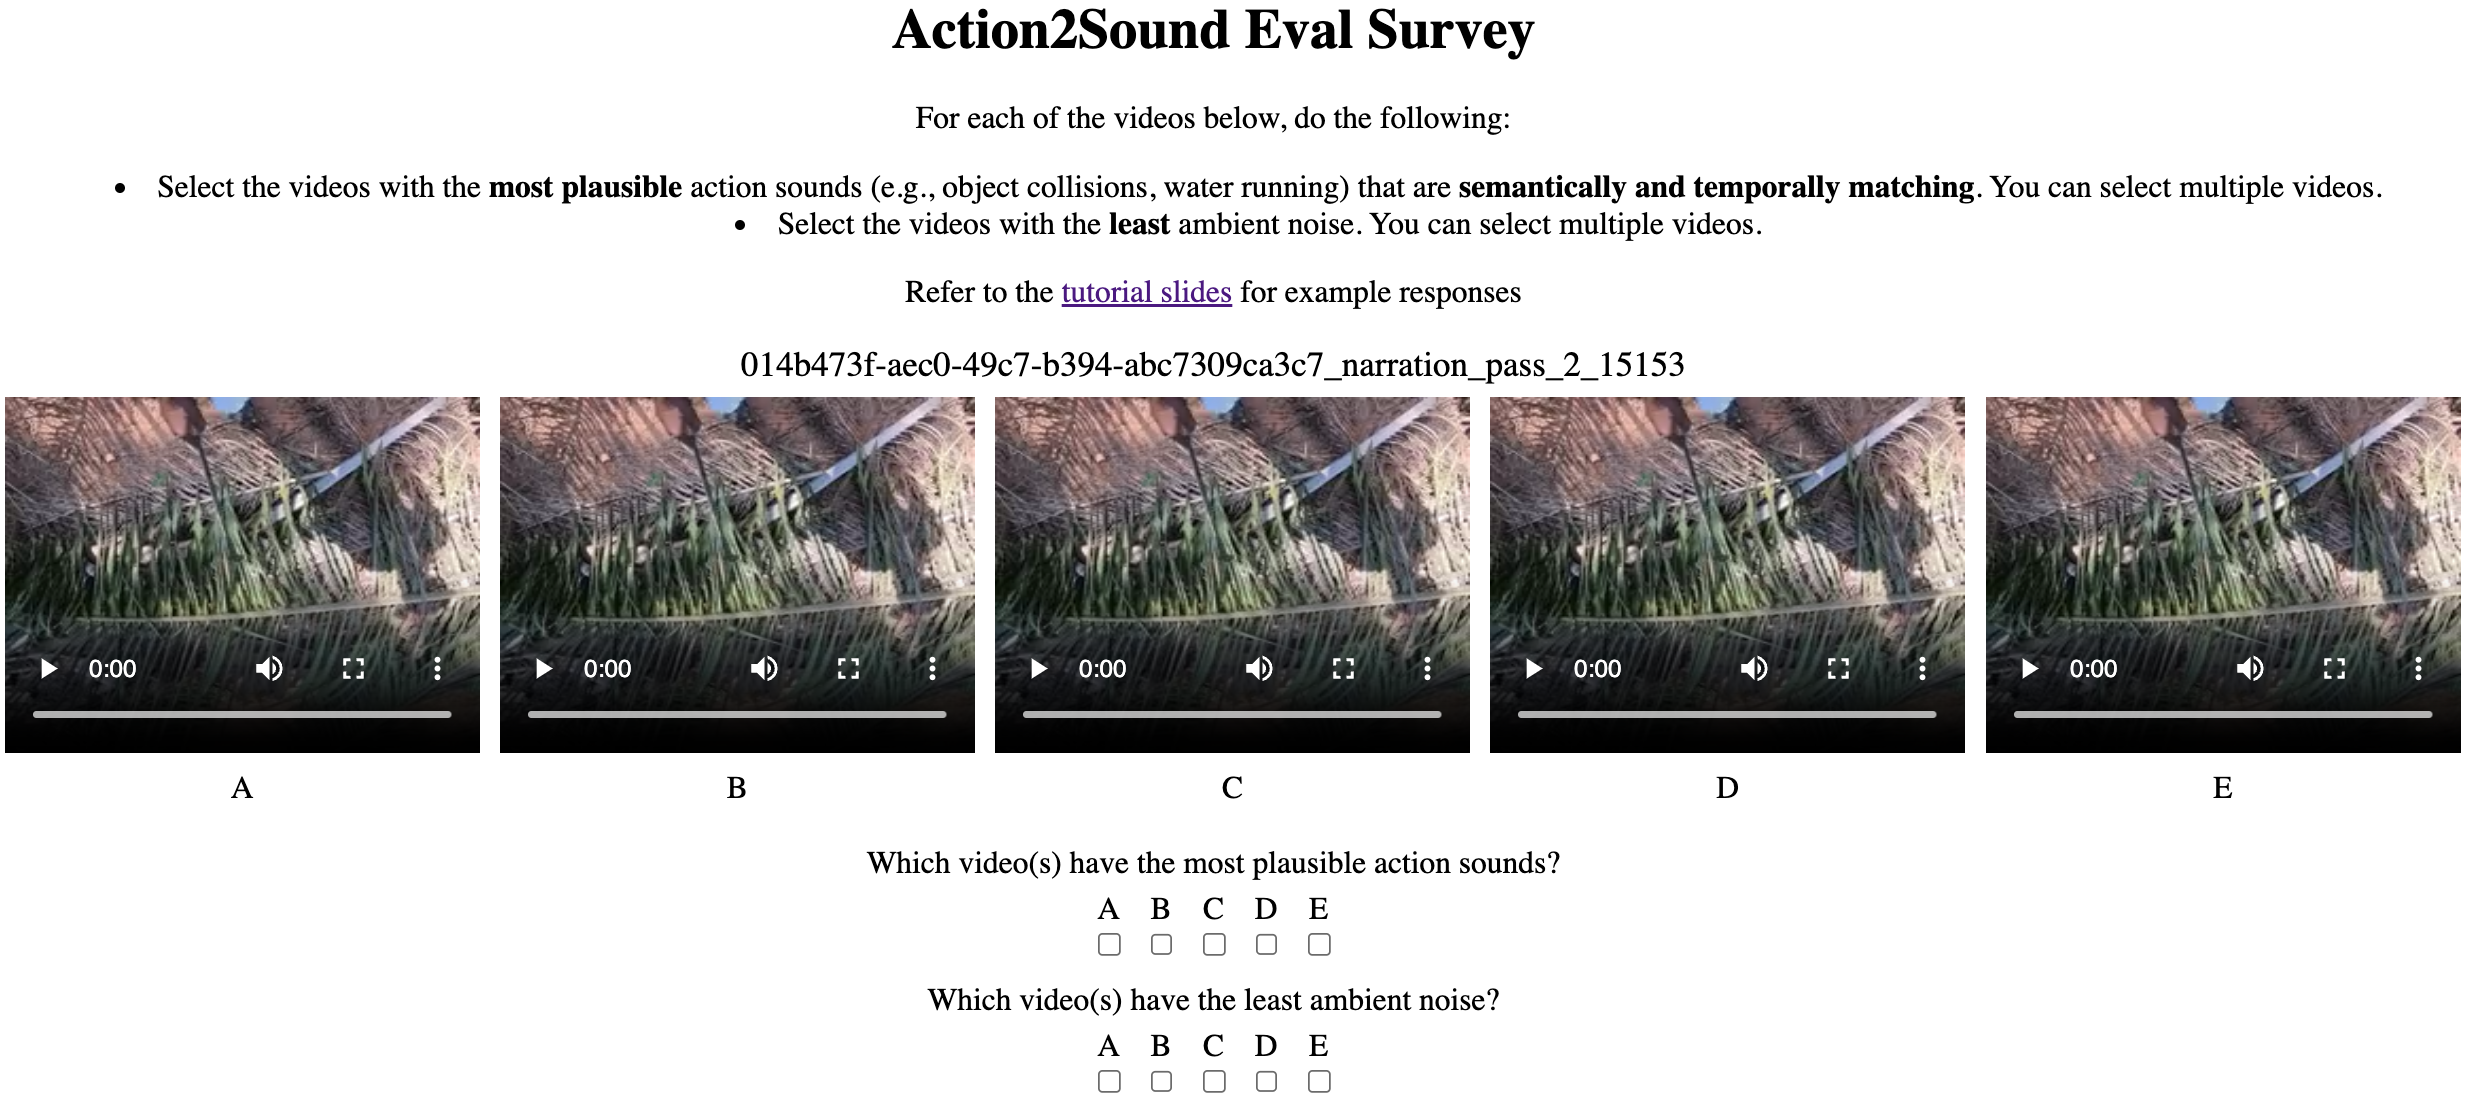 Action2Sound Eval Survey
For each of the videos below, do the following:
• Select the videos with the most plausible action sounds (e.g., object collisions, water running) that are semantically and temporally matching. You can select multiple videos.
• Select the videos with the least ambient noise. You can select multiple videos.
Refer to the tutorial slides for example responses
014b473f-aec0-49c7-b394-abc7309ca3c7_narration_pass_2_15153
0:00 0:00 0:00 0:00 0:00
A B C D E
Which video(s) have the most plausible action sounds?
A B C D E
Which video(s) have the least ambient noise?
A B C D E